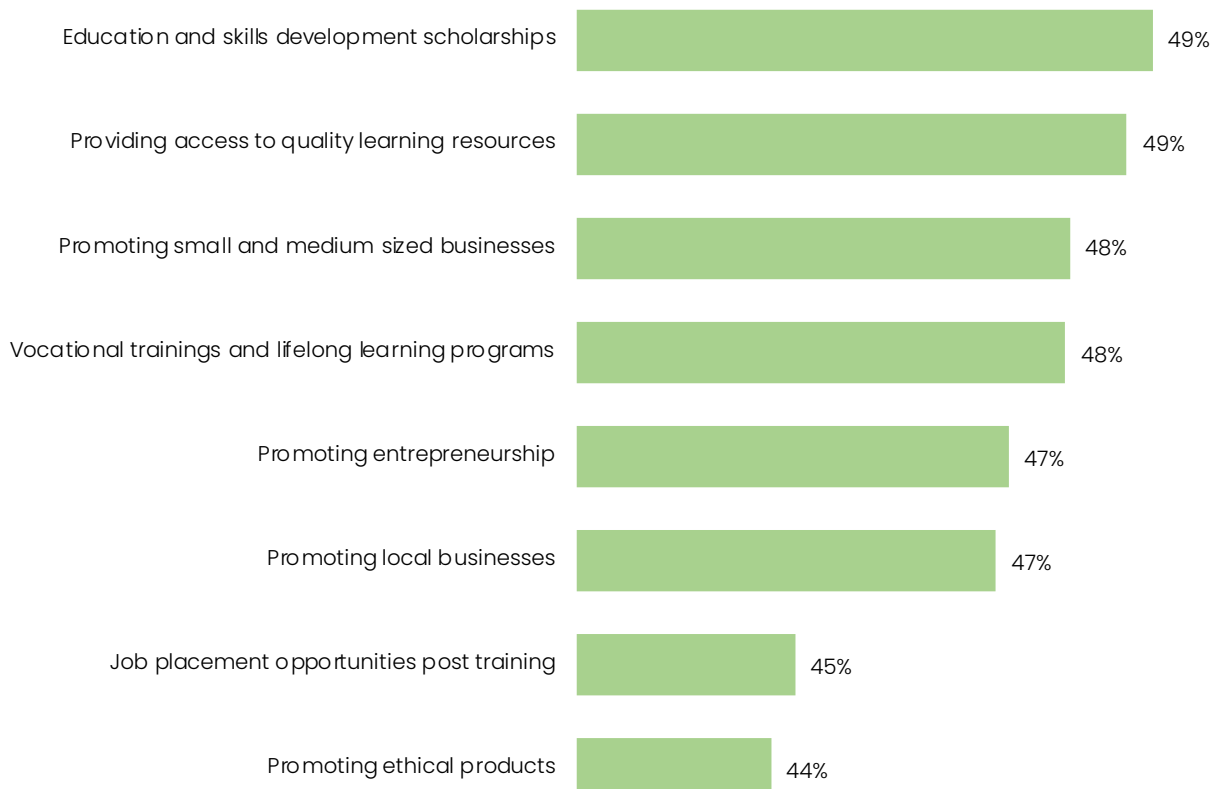 Education and skills development scholarships 49%
Providing access to quality learning resources 49%
Promoting small and medium sized businesses 48%
Vocational trainings and lifelong learning programs 48%
Promoting entrepreneurship 47%
Promoting local businesses 47%
Job placement opportunities post training 45%
Promoting ethical products 44%